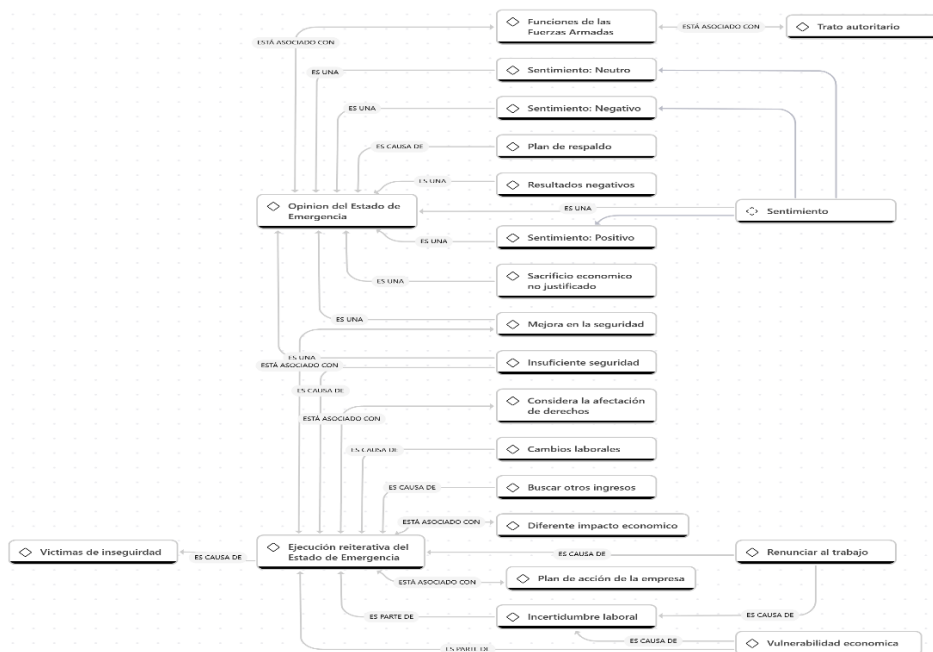 Funciones de las
Fuerzas Armadas
ESTÁ ASOCIADO CON
Trato autoritario
ESTÁ ASOCIADO CON
Sentimiento: Neutro
ES UNA
Sentimiento: Negativo
ES UNA
Plan de respaldo
ES CAUSA DE
Resultados negativos
ES UNA
Opinion del Estado de
Emergencia
ES UNA
Sentimiento
Sentimiento: Positivo
ES UNA
Sacrificio economico
no justificado
ES UNA
Mejora en la seguridad
ES UNA
Insuficiente seguridad
ES UNA
ESTÁ ASOCIADO CON
ES CAUSA DE
Considera la afectación
de derechos
ESTÁ ASOCIADO CON
Cambios laborales
ES CAUSA DE
Buscar otros ingresos
ES CAUSA DE
Diferente impacto economico
ESTÁ ASOCIADO CON
Victimas de inseguirdad
ES CAUSA DE
Ejecución reiterativa del
Estado de Emergencia
ES CAUSA DE
Renunciar al trabajo
Plan de acción de la empresa
ESTÁ ASOCIADO CON
Incertidumbre laboral
ES PARTE DE
ES CAUSA DE
ES CAUSA DE
Vulnerabilidad economica
ES PARTE DE